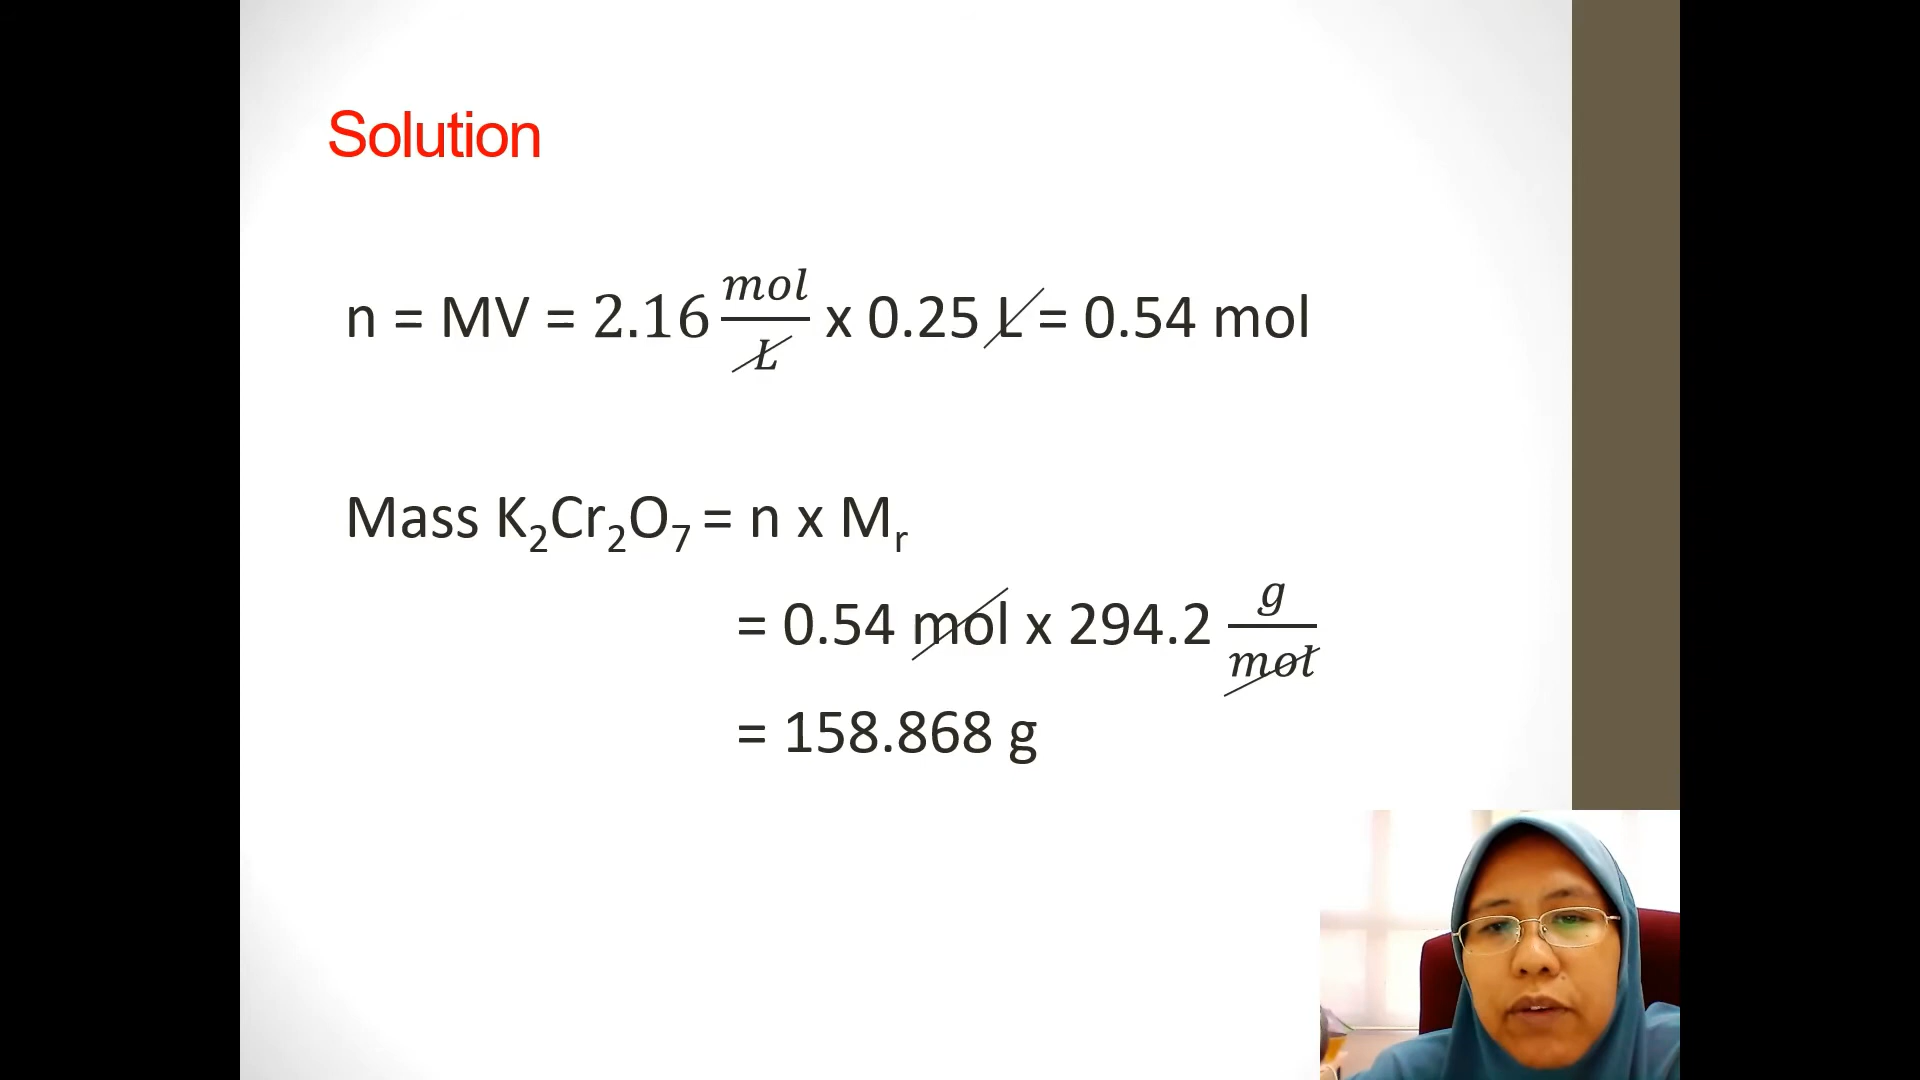 Solution
n = MV = 2.16 mol/L x 0.25 L = 0.54 mol
Mass K₂Cr₂O₇ = n x Mᵣ
= 0.54 mol x 294.2 g/mol
= 158.868 g